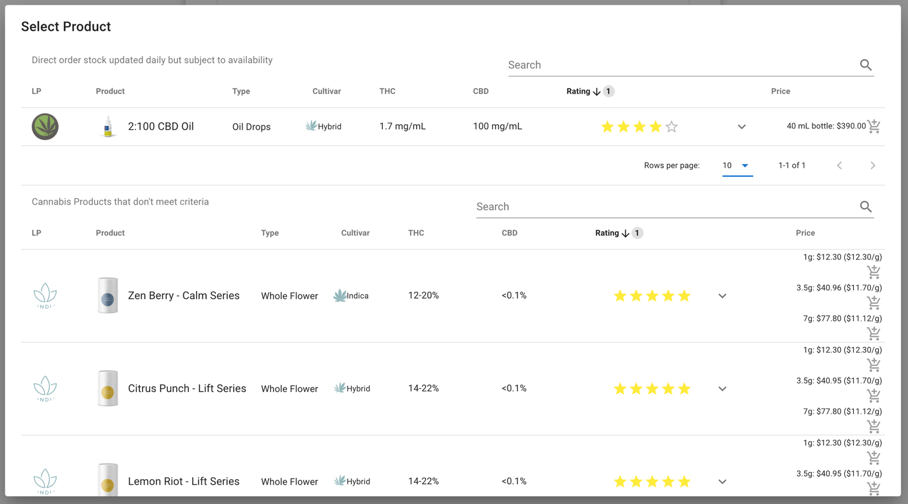 Select Product
Direct order stock updated daily but subject to availability
Search
LP Product Type Cultivar THC CBD Rating 1 Price
2:100 CBD Oil Oil Drops Hybrid 1.7 mg/mL 100 mg/mL 40 mL bottle: $390.00
Rows per page: 10 1-1 of 1
Cannabis Products that don't meet criteria
Search
LP Product Type Cultivar THC CBD Rating 1 Price
1g: $12.30 ($12.30/g)
Zen Berry - Calm Series Whole Flower Indica 12-20% <0.1%
3.5g: $40.96 ($11.70/g)
7g: $77.80 ($11.12/g)
1g: $12.30 ($12.30/g)
Citrus Punch - Lift Series Whole Flower Hybrid 14-22% <0.1%
3.5g: $40.95 ($11.70/g)
7g: $77.80 ($11.12/g)
1g: $12.30 ($12.30/g)
Lemon Riot - Lift Series Whole Flower Hybrid 14-22% <0.1%
3.5g: $40.95 ($11.70/g)